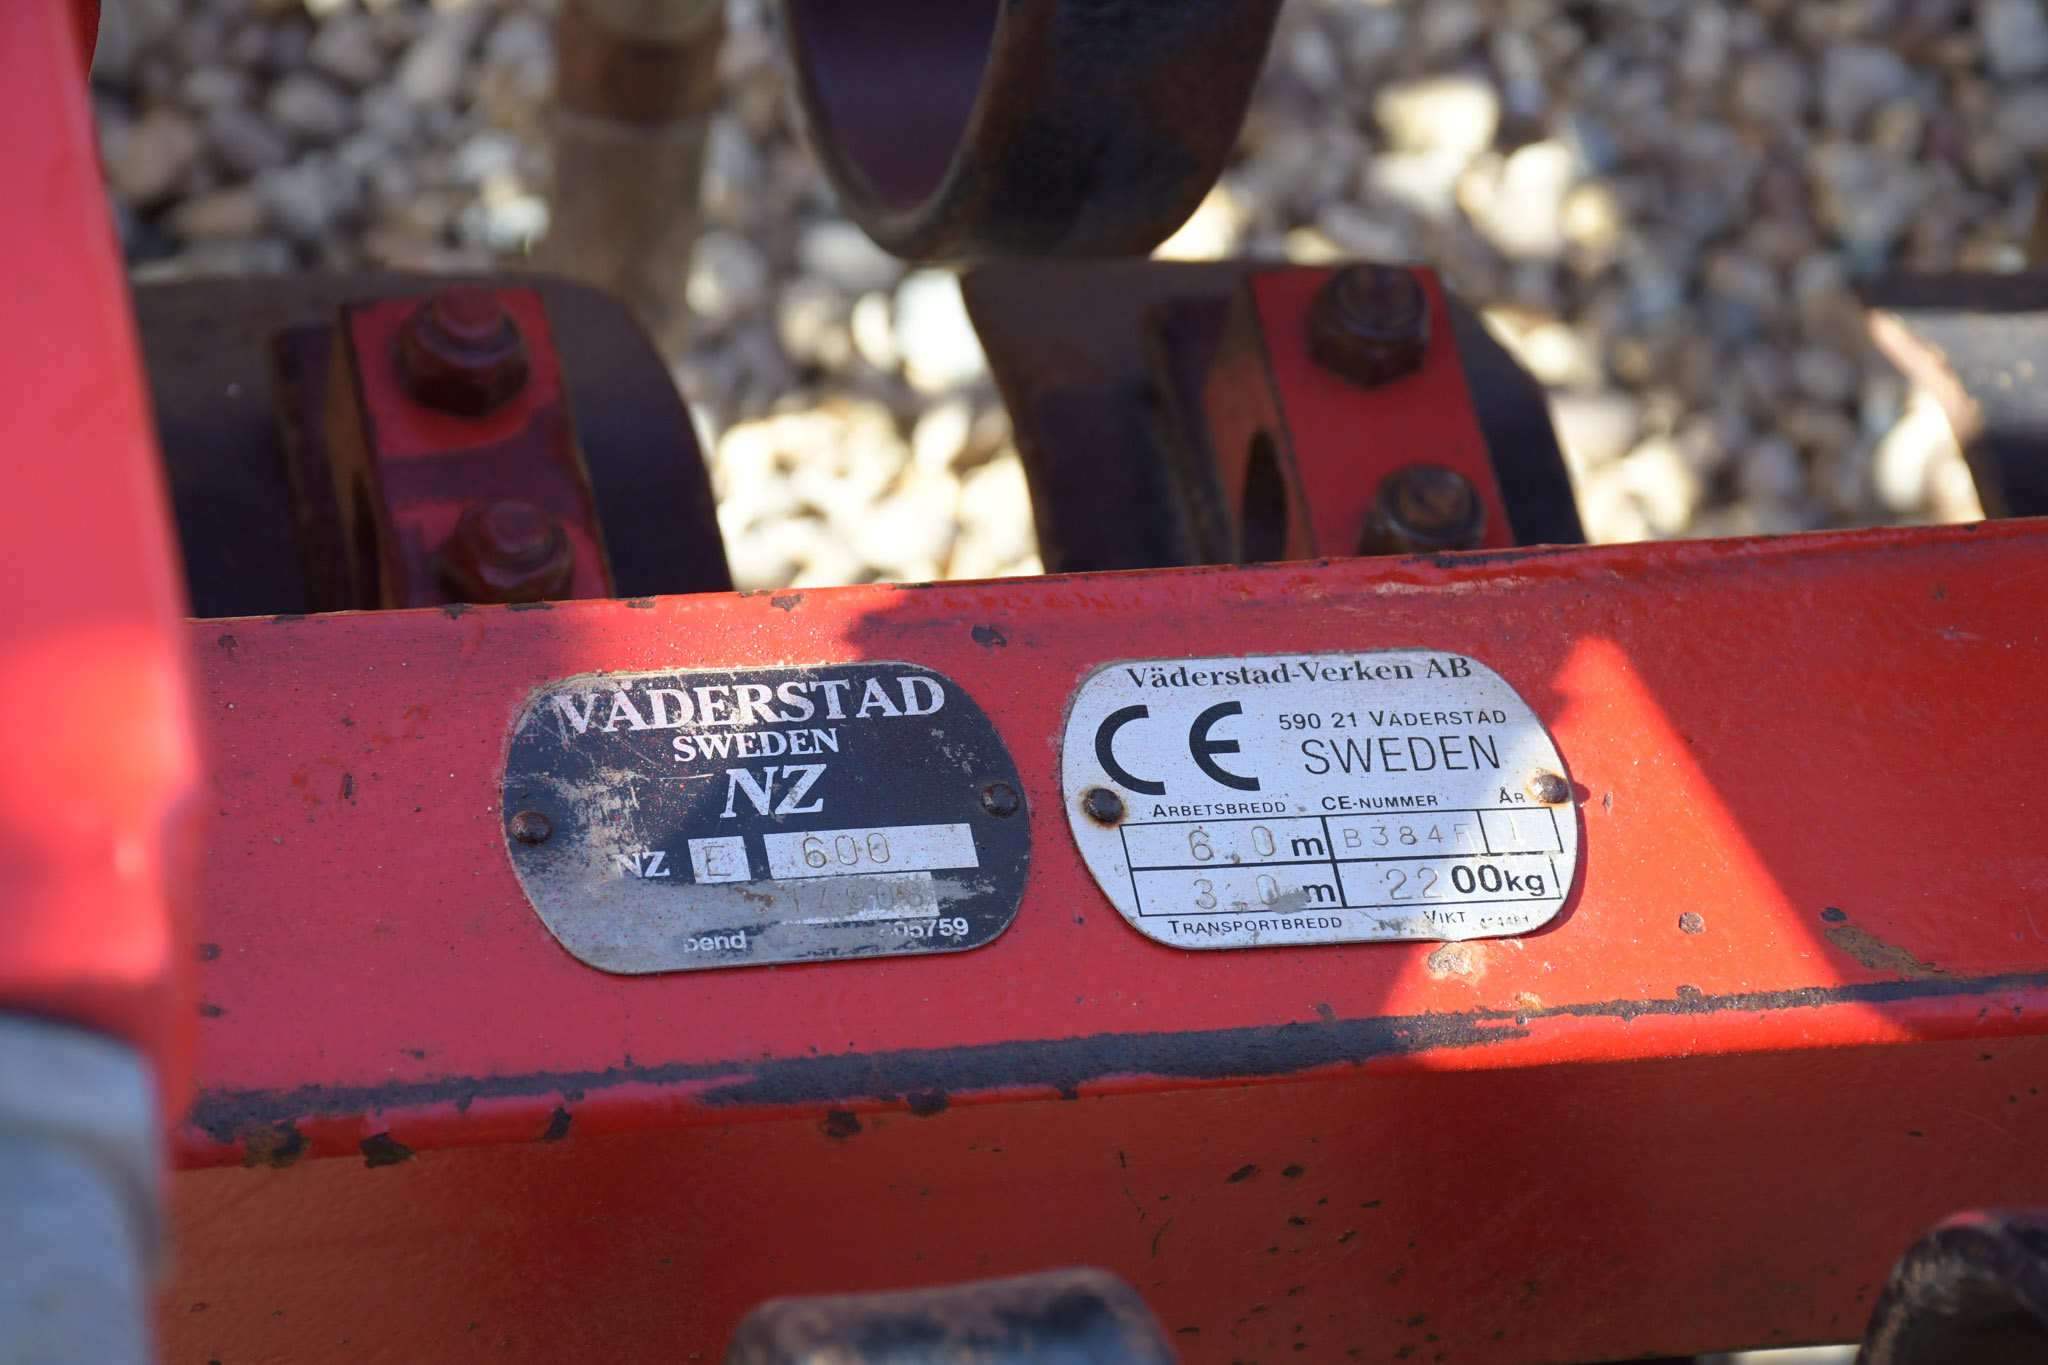 VÄDERSTAD
SWEDEN
NZ
NZ E 600
05759
Väderstad-Verken AB
CE 590 21 VÄDERSTAD
SWEDEN
ARBETSBREDD CE-NUMMER ÅR
6,0 m B384F 1
3,0 m 2200kg
TRANSPORTBREDD VIKT